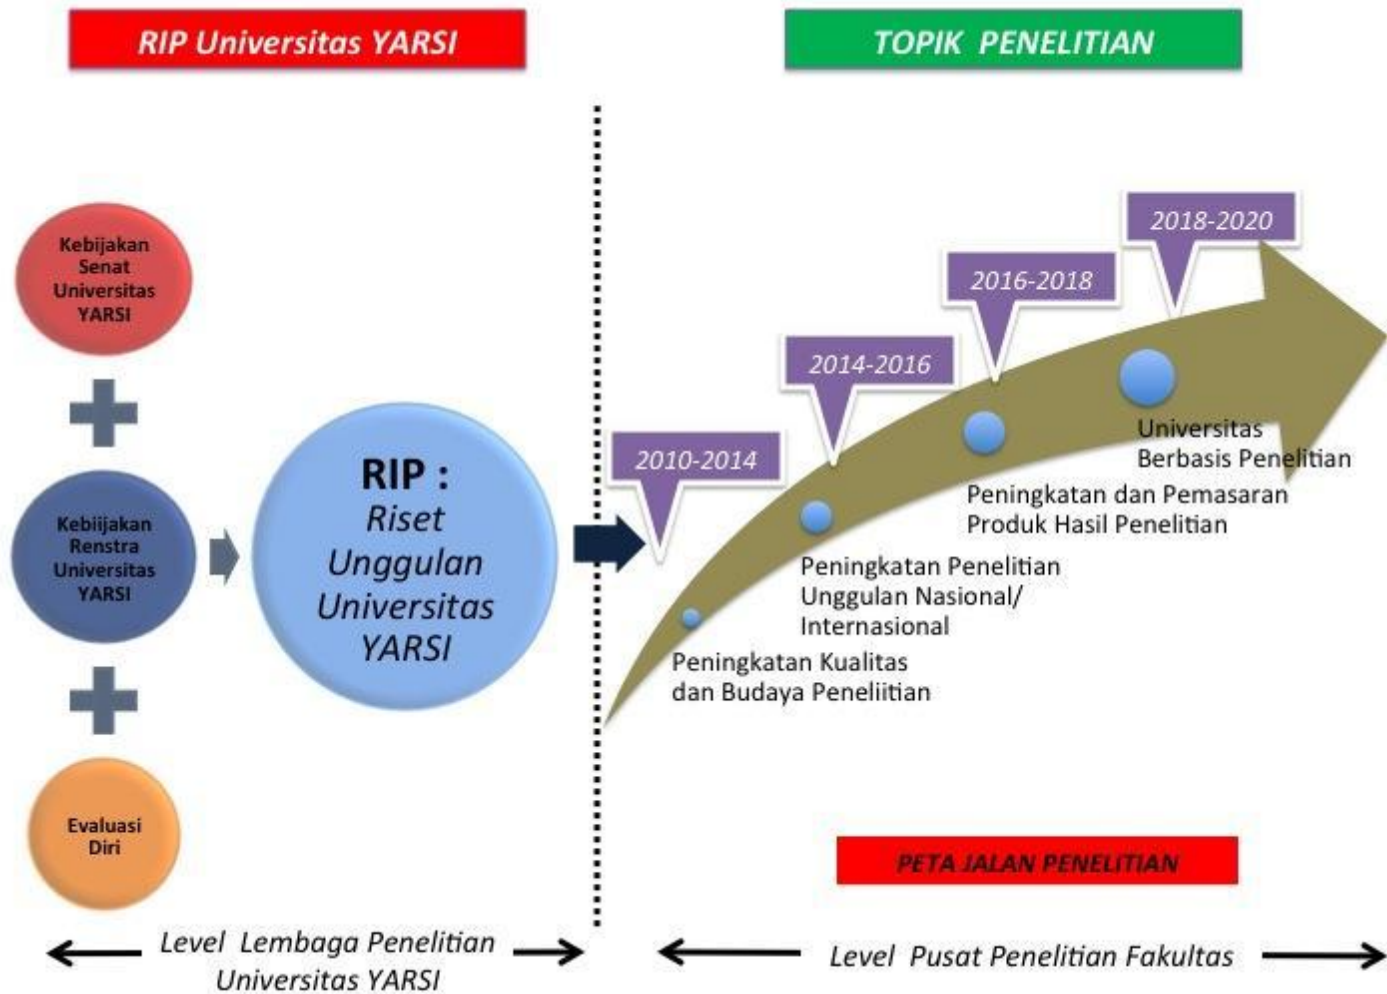 RIP Universitas YARSI
Kebijakan
Senat
Universitas
YARSI
Kebiijakan
Renstra
Universitas
YARSI
Evaluasi
Diri
RIP :
Riset
Unggulan
Universitas
YARSI
Level Lembaga Penelitian
Universitas YARSI
TOPIK PENELITIAN
2010-2014
2014-2016
2016-2018
2018-2020
Peningkatan Kualitas
dan Budaya Peneliitian
Peningkatan Penelitian
Unggulan Nasional/
Internasional
Peningkatan dan Pemasaran
Produk Hasil Penelitian
Universitas
Berbasis Penelitian
PETA JALAN PENELITIAN
Level Pusat Penelitian Fakultas